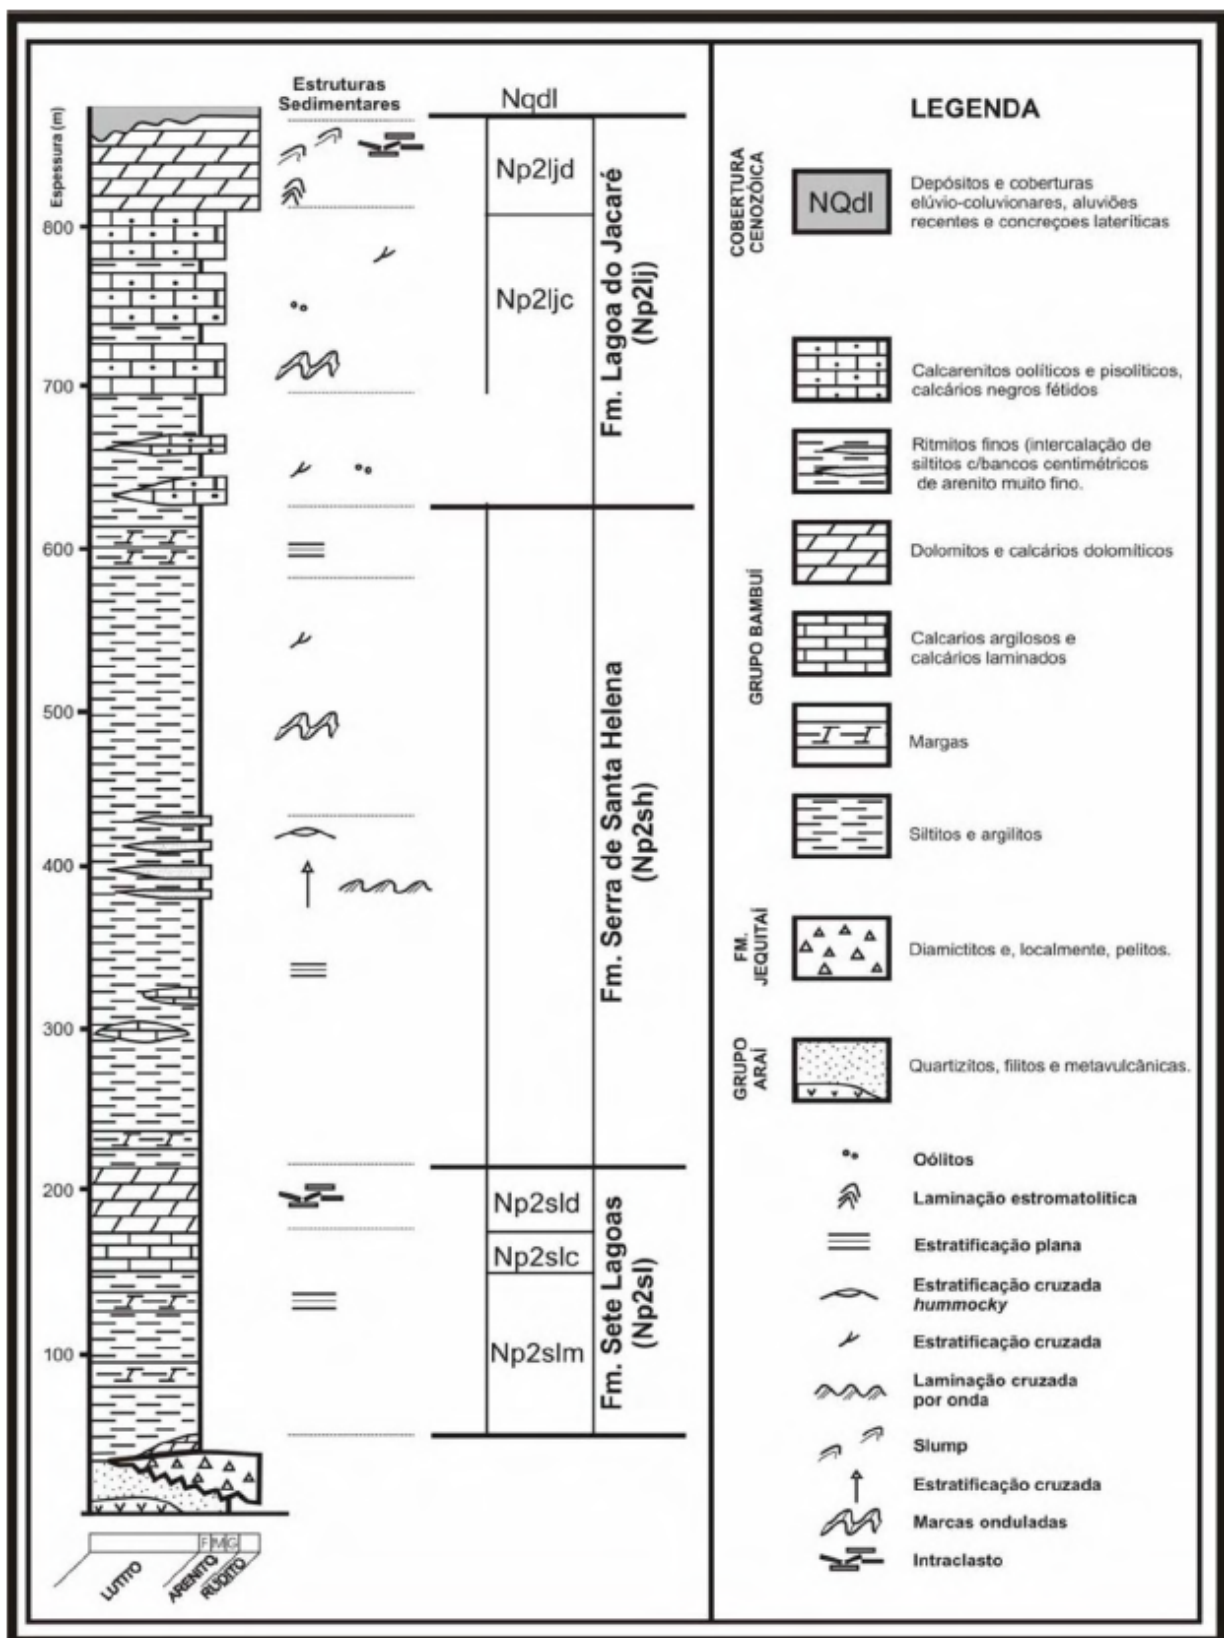 Estruturas
Sedimentares
Espessura (m)
800
700
600
500
400
300
200
100
LUTITO
ARENITO
RUDITO
F
M
G
Nqdl
Np2ljd
Np2ljc
Np2sld
Np2slc
Np2slm
Fm. Lagoa do Jacaré
(Np2lj)
Fm. Serra de Santa Helena
(Np2sh)
Fm. Sete Lagoas
(Np2sl)
LEGENDA
COBERTURA
CENOZÓICA
NQdl
Depósitos e coberturas
elúvio-coluvionares, aluviões
recentes e concreçoes lateríticas
GRUPO BAMBUÍ
Calcarenitos oolíticos e pisolíticos,
calcários negros fétidos
Ritmitos finos (intercalação de
siltitos c/bancos centimétricos
de arenito muito fino.
Dolomitos e calcários dolomíticos
Calcarios argilosos e
calcários laminados
Margas
Siltitos e argilitos
FM.
JEQUITAÍ
Diamictitos e, localmente, pelitos.
GRUPO
ARAÍ
Quartizitos, filitos e metavulcânicas.
Oólitos
Laminação estromatolítica
Estratificação plana
Estratificação cruzada
hummocky
Estratificação cruzada
Laminação cruzada
por onda
Slump
Estratificação cruzada
Marcas onduladas
Intraclasto